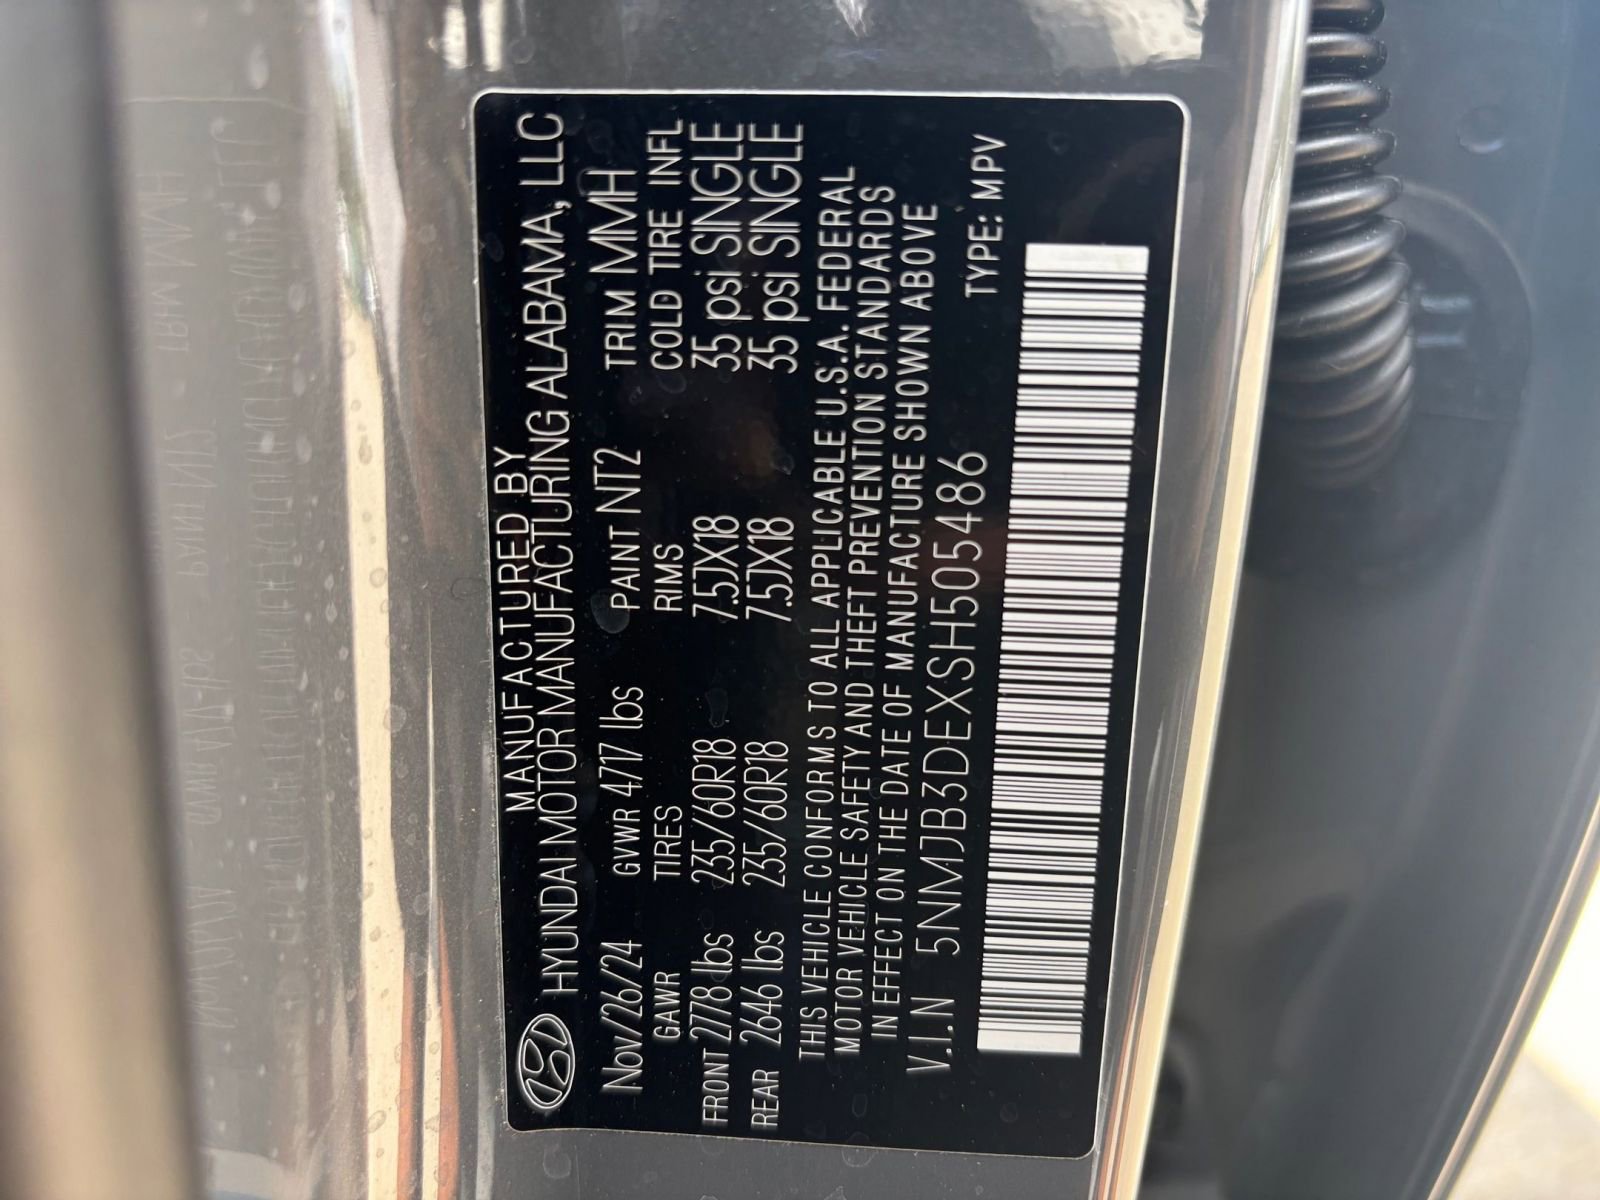 MANUFACTURED BY
HYUNDAI MOTOR MANUFACTURING ALABAMA, LLC
Nov/26/24 GVWR 4717 lbs PAINT NT2 TRIM MMH
GAWR TIRES RIMS COLD TIRE INFL
FRONT 2778 lbs 235/60R18 7.5JX18 35 psi SINGLE
REAR 2646 lbs 235/60R18 7.5JX18 35 psi SINGLE
THIS VEHICLE CONFORMS TO ALL APPLICABLE U.S.A. FEDERAL
MOTOR VEHICLE SAFETY AND THEFT PREVENTION STANDARDS
IN EFFECT ON THE DATE OF MANUFACTURE SHOWN ABOVE
V.I.N 5NMJB3DEXSH505486 TYPE: MPV